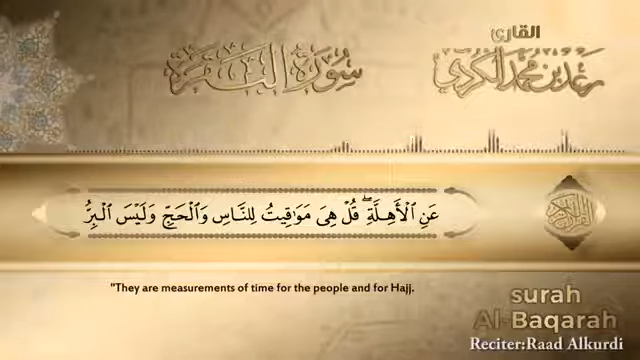 القارئ
سورة البقرة
رعد بن محمد الكردي
عَنِ ٱلْأَهِلَّةِ ۖ قُلْ هِىَ مَوَٰقِيتُ لِلنَّاسِ وَٱلْحَجِّ ۗ وَلَيْسَ ٱلْبِرُّ
"They are measurements of time for the people and for Hajj.
surah
Al-Baqarah
Reciter:Raad Alkurdi